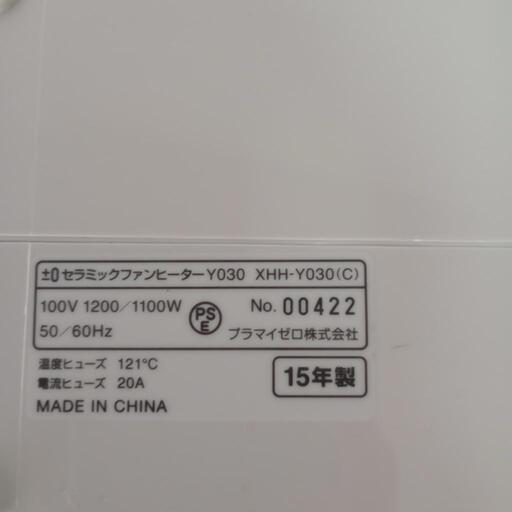 ±0 セラミックファンヒーター Y030 XHH-Y030(C)
100V 1200/1100W
50/60Hz
PS
E
No. 00422
プラマイゼロ株式会社
温度ヒューズ 121℃
電流ヒューズ 20A
MADE IN CHINA
15年製